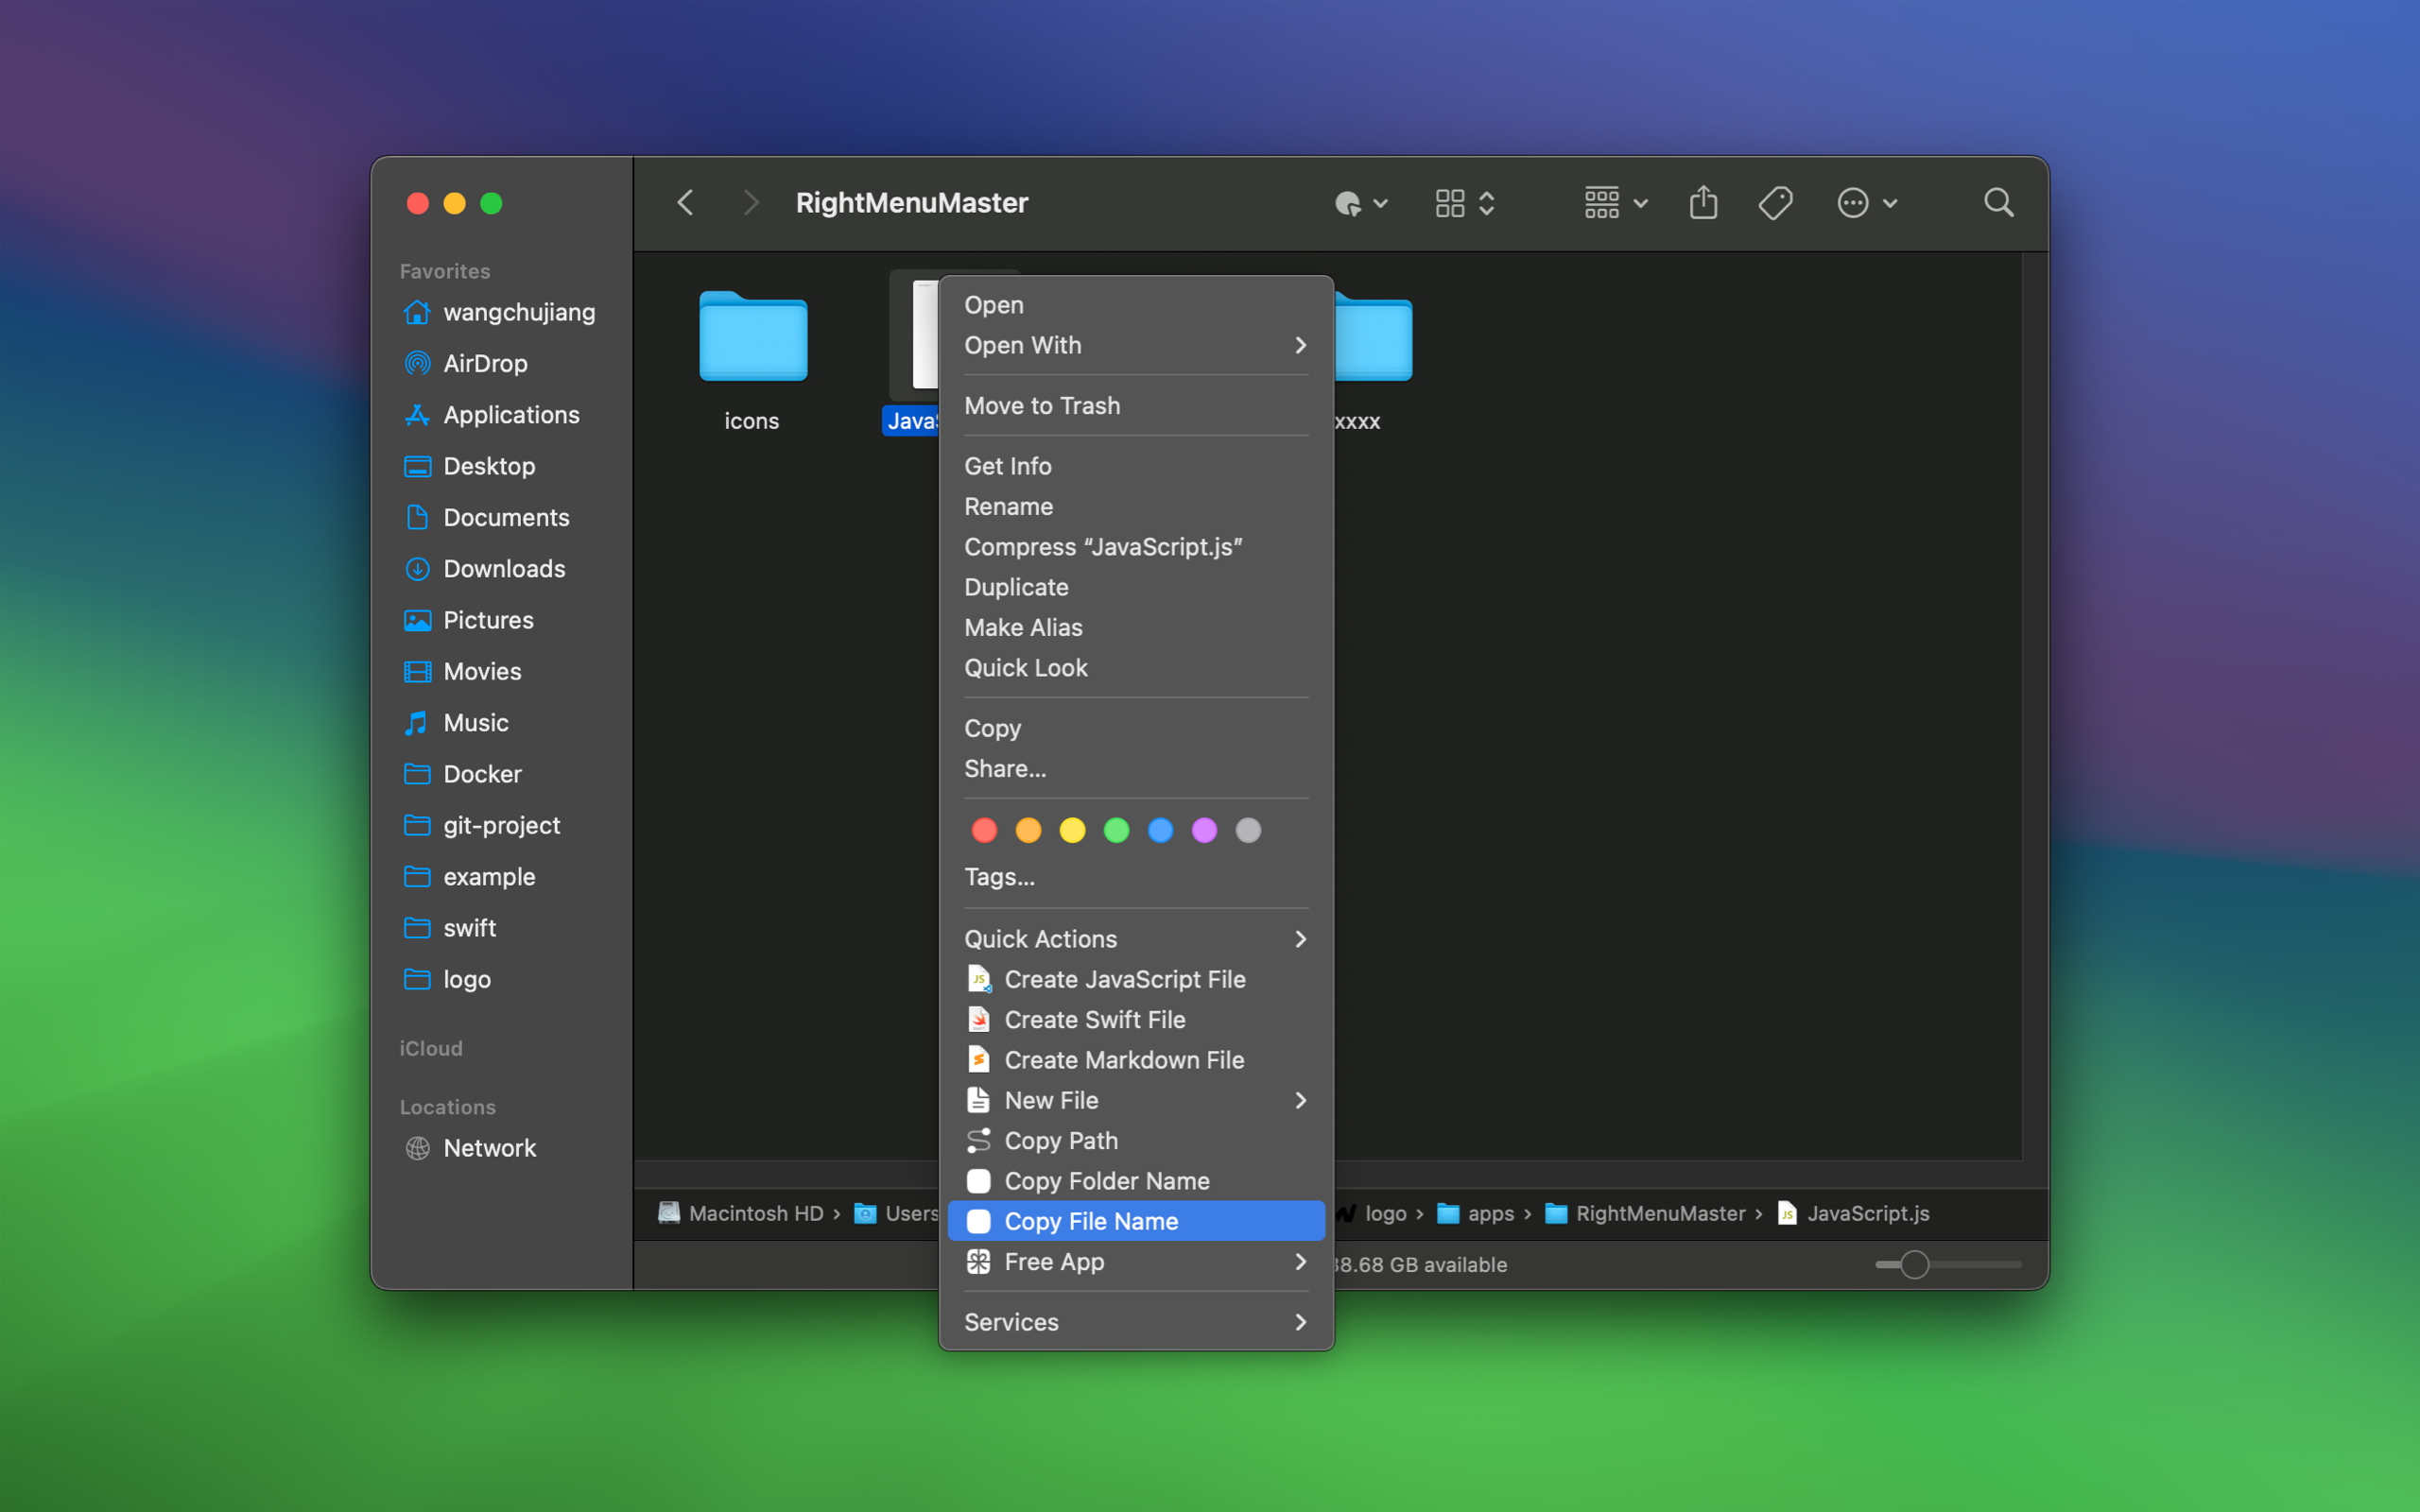 RightMenuMaster
Favorites
wangchujiang
AirDrop
Applications
Desktop
Documents
Downloads
Pictures
Movies
Music
Docker
git-project
example
swift
logo
iCloud
Locations
Network
icons
xxxx
Open
Open With
Move to Trash
Get Info
Rename
Compress “JavaScript.js”
Duplicate
Make Alias
Quick Look
Copy
Share...
Tags...
Quick Actions
JS Create JavaScript File
Create Swift File
Create Markdown File
New File
Copy Path
Copy Folder Name
Copy File Name
Free App
Services
Macintosh HD › Users logo › apps › RightMenuMaster › JS JavaScript.js
8.68 GB available